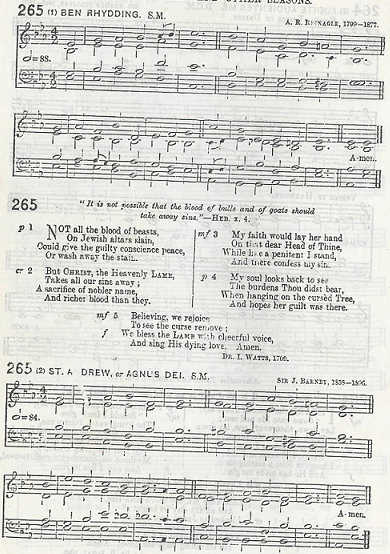 OTHER SEASONS.
265 (1) BEN RHYDDING. S.M.
A. R. REINAGLE, 1799–1877.
𝅗𝅥=88.
A-men.
265
"It is not possible that the blood of bulls and of goats should
take away sins."—HEB. x. 4.
p 1 NOT all the blood of beasts,
On Jewish altars slain,
Could give the guilty conscience peace,
Or wash away the stain.
cr 2 But CHRIST, the Heavenly LAMB,
Takes all our sins away;
A sacrifice of nobler name,
And richer blood than they.
mf 3 My faith would lay her hand
On that dear Head of Thine,
While like a penitent I stand,
And there confess my sin.
p 4 My soul looks back to see
The burdens Thou didst bear,
When hanging on the cursèd Tree,
And hopes her guilt was there.
mf 5 Believing, we rejoice
To see the curse remove;
f We bless the LAMB with cheerful voice,
And sing His dying love. Amen.
DR. I. WATTS, 1709.
265 (2) ST. A DREW, or AGNUS DEI. S.M.
SIR J. BARNBY, 1838–1896.
𝅗𝅥=84.
A-men.